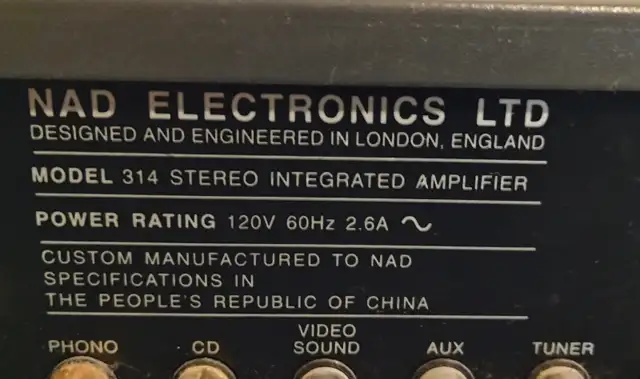 NAD ELECTRONICS LTD
DESIGNED AND ENGINEERED IN LONDON, ENGLAND
MODEL 314 STEREO INTEGRATED AMPLIFIER
POWER RATING 120V 60Hz 2.6A ∿
CUSTOM MANUFACTURED TO NAD
SPECIFICATIONS IN
THE PEOPLE'S REPUBLIC OF CHINA
PHONO CD VIDEO SOUND AUX TUNER